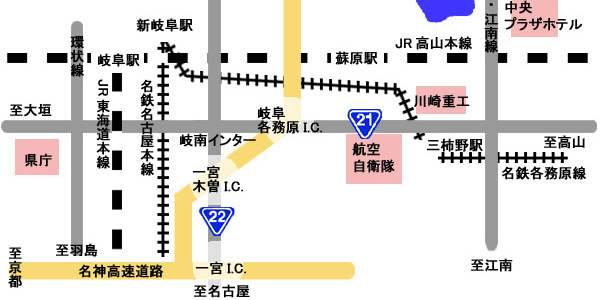 新岐阜駅
中央
プラザホテル
・江南線
環状線
岐阜駅
蘇原駅
JR 高山本線
JR東海道本線
名鉄名古屋本線
川崎重工
至大垣
岐阜
各務原 I.C.
21
岐南インター
航空
自衛隊
三柿野駅
至高山
県庁
名鉄各務原線
一宮
木曽 I.C.
22
至羽島
至京都
名神高速道路
一宮 I.C.
至江南
至名古屋